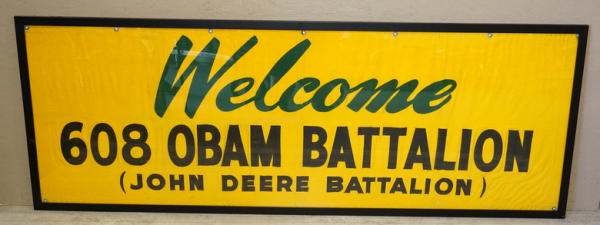 Welcome
608 OBAM BATTALION
(JOHN DEERE BATTALION)